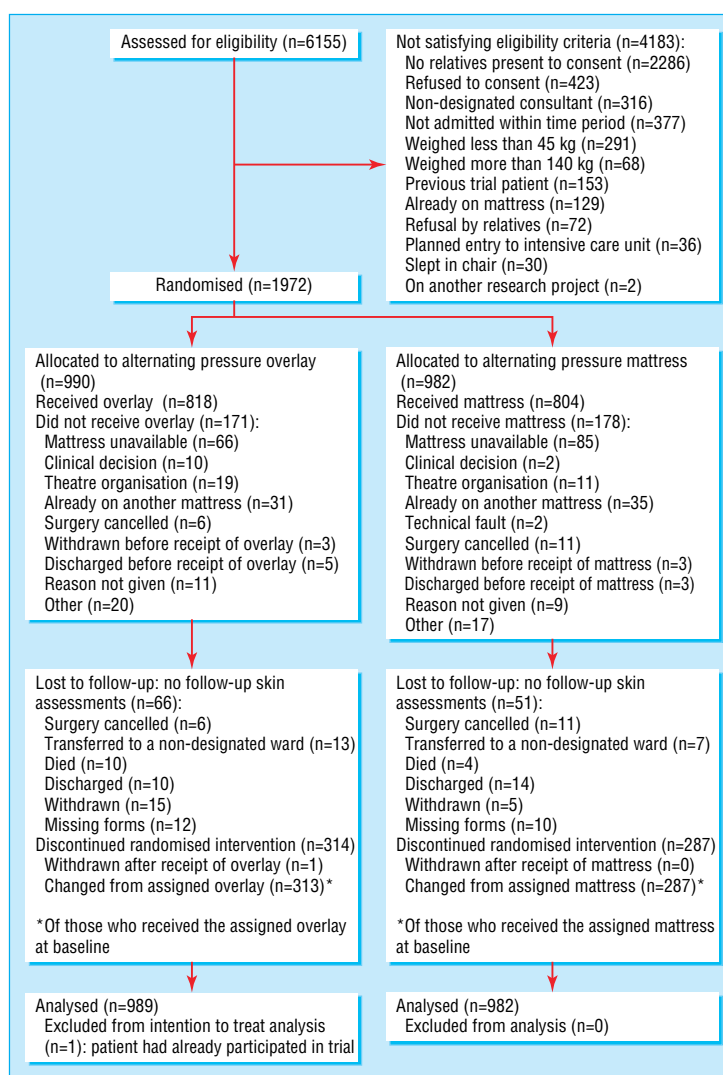 Assessed for eligibility (n=6155)
Not satisfying eligibility criteria (n=4183):
No relatives present to consent (n=2286)
Refused to consent (n=423)
Non-designated consultant (n=316)
Not admitted within time period (n=377)
Weighed less than 45 kg (n=291)
Weighed more than 140 kg (n=68)
Previous trial patient (n=153)
Already on mattress (n=129)
Refusal by relatives (n=72)
Planned entry to intensive care unit (n=36)
Slept in chair (n=30)
On another research project (n=2)
Randomised (n=1972)
Allocated to alternating pressure overlay
(n=990)
Received overlay (n=818)
Did not receive overlay (n=171):
Mattress unavailable (n=66)
Clinical decision (n=10)
Theatre organisation (n=19)
Already on another mattress (n=31)
Surgery cancelled (n=6)
Withdrawn before receipt of overlay (n=3)
Discharged before receipt of overlay (n=5)
Reason not given (n=11)
Other (n=20)
Allocated to alternating pressure mattress
(n=982)
Received mattress (n=804)
Did not receive mattress (n=178):
Mattress unavailable (n=85)
Clinical decision (n=2)
Theatre organisation (n=11)
Already on another mattress (n=35)
Technical fault (n=2)
Surgery cancelled (n=11)
Withdrawn before receipt of mattress (n=3)
Discharged before receipt of mattress (n=3)
Reason not given (n=9)
Other (n=17)
Lost to follow-up: no follow-up skin
assessments (n=66):
Surgery cancelled (n=6)
Transferred to a non-designated ward (n=13)
Died (n=10)
Discharged (n=10)
Withdrawn (n=15)
Missing forms (n=12)
Discontinued randomised intervention (n=314)
Withdrawn after receipt of overlay (n=1)
Changed from assigned overlay (n=313)*
*Of those who received the assigned overlay
at baseline
Lost to follow-up: no follow-up skin
assessments (n=51):
Surgery cancelled (n=11)
Transferred to a non-designated ward (n=7)
Died (n=4)
Discharged (n=14)
Withdrawn (n=5)
Missing forms (n=10)
Discontinued randomised intervention (n=287)
Withdrawn after receipt of mattress (n=0)
Changed from assigned mattress (n=287)*
*Of those who received the assigned mattress
at baseline
Analysed (n=989)
Excluded from intention to treat analysis
(n=1): patient had already participated in trial
Analysed (n=982)
Excluded from analysis (n=0)